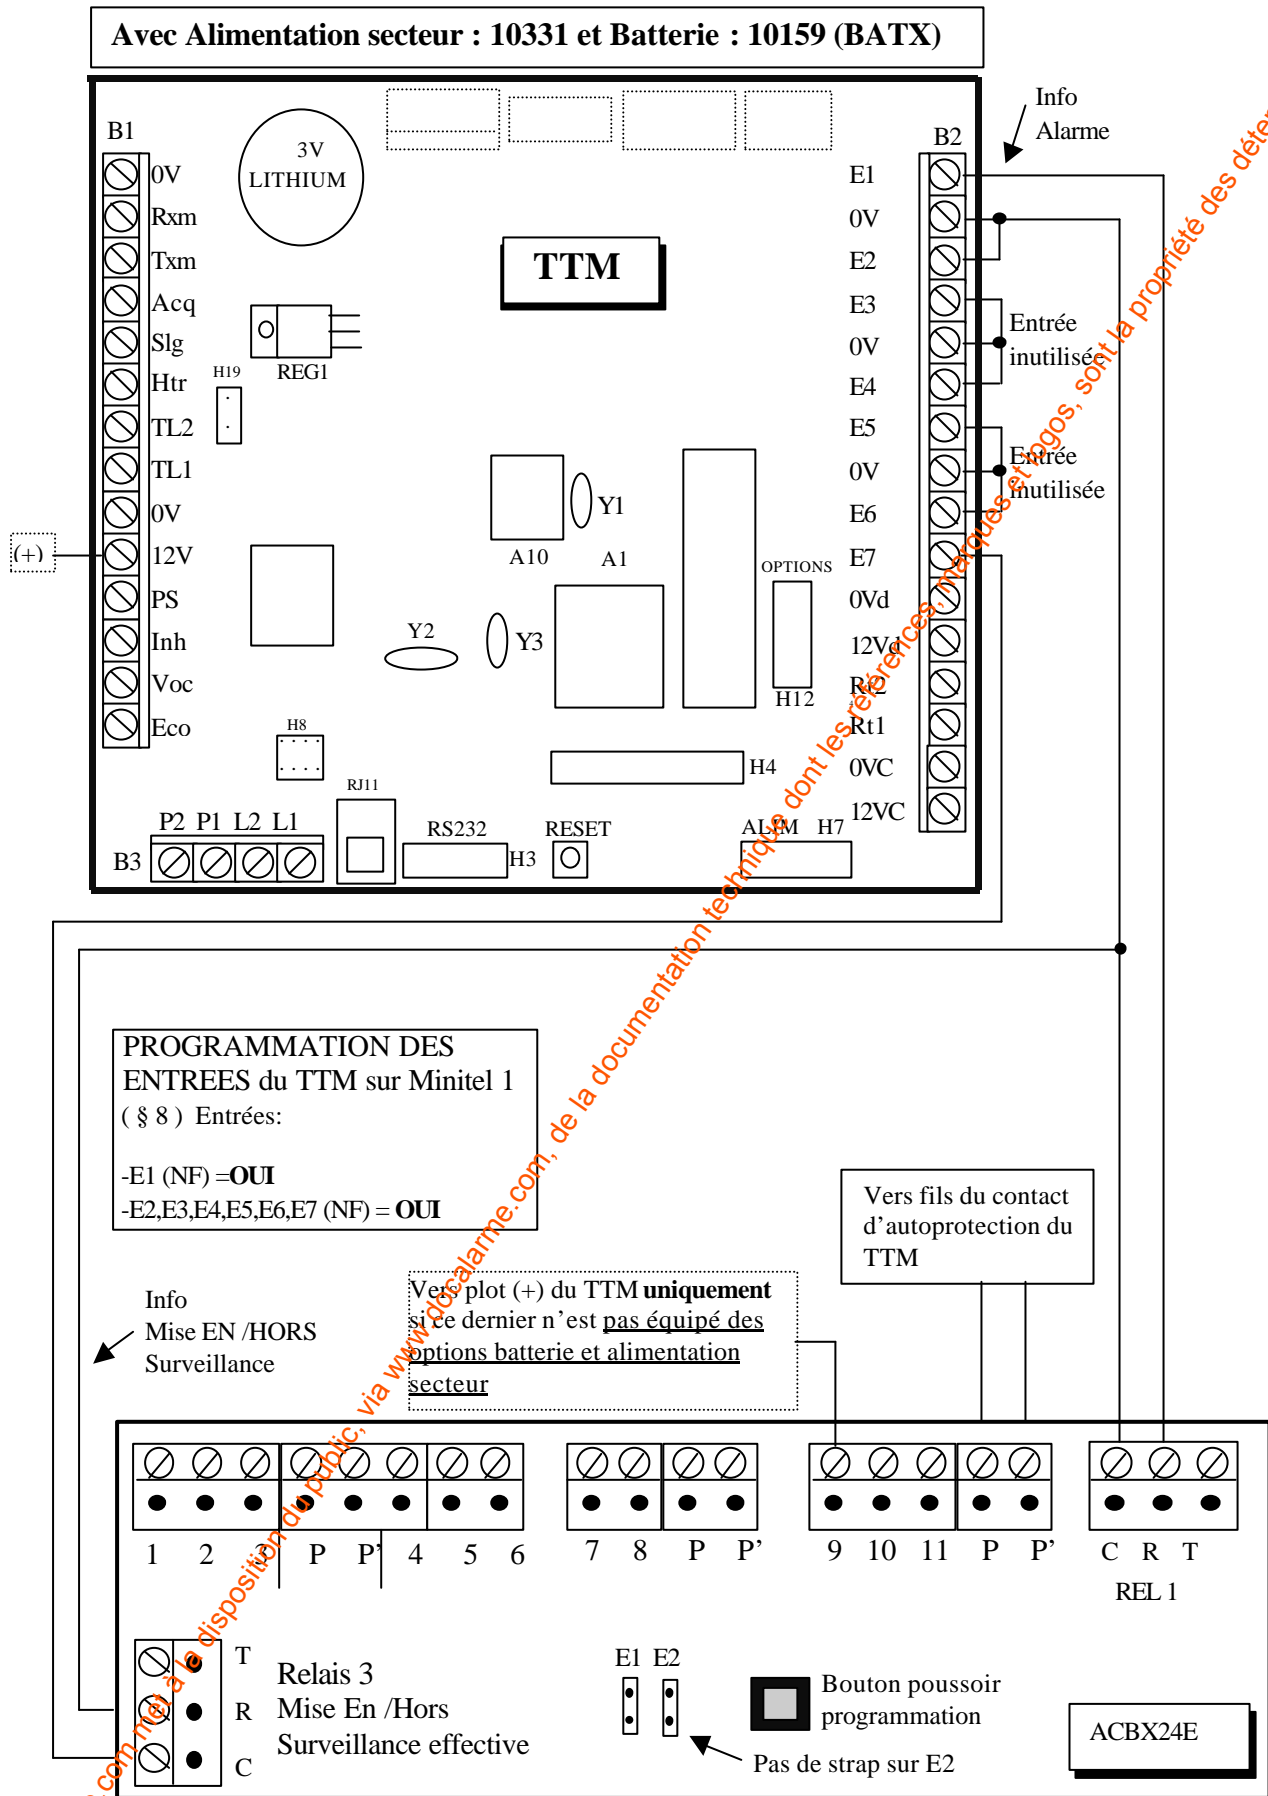 Avec Alimentation secteur : 10331 et Batterie : 10159 (BATX)
Info
Alarme
B1
B2
3V
LITHIUM
TTM
0V
Rxm
Txm
Acq
Slg
Htr
TL2
TL1
0V
12V
PS
Inh
Voc
Eco
(+)
REG1
H19
E1
0V
E2
E3
0V
E4
E5
0V
E6
E7
0Vd
12Vd
Rt2
Rt1
0VC
12VC
Entrée
inutilisée
Entrée
inutilisée
Y1
A10
A1
OPTIONS
Y2
Y3
H12
H8
H4
RJ11
P2 P1 L2 L1
B3
RS232
H3
RESET
ALIM H7
PROGRAMMATION DES
ENTREES du TTM sur Minitel 1
( § 8 ) Entrées:
-E1 (NF) =OUI
-E2,E3,E4,E5,E6,E7 (NF) = OUI
Vers fils du contact
d’autoprotection du
TTM
Info
Mise EN /HORS
Surveillance
Vers plot (+) du TTM uniquement
si ce dernier n’est pas équipé des
options batterie et alimentation
secteur
1 2 3 P P’ 4 5 6
7 8 P P’
9 10 11 P P’
C R T
REL 1
T
R
C
Relais 3
Mise En /Hors
Surveillance effective
E1 E2
Bouton poussoir
programmation
Pas de strap sur E2
ACBX24E
com met à la disposition du public, via www.docalarme.com, de la documentation technique dont les références, marques et logos, sont la propriété des